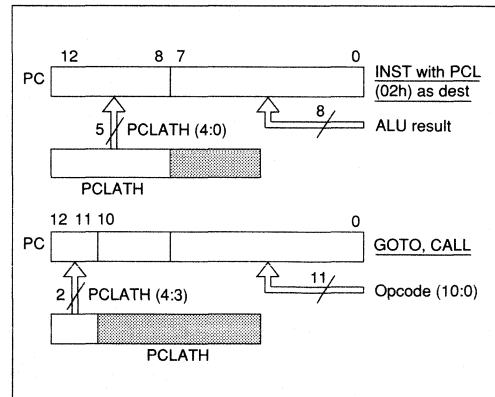 12 8 7 0
PC INST with PCL
(02h) as dest
5 PCLATH (4:0) 8 ALU result
PCLATH
12 11 10 0
PC GOTO, CALL
2 PCLATH (4:3) 11 Opcode (10:0)
PCLATH